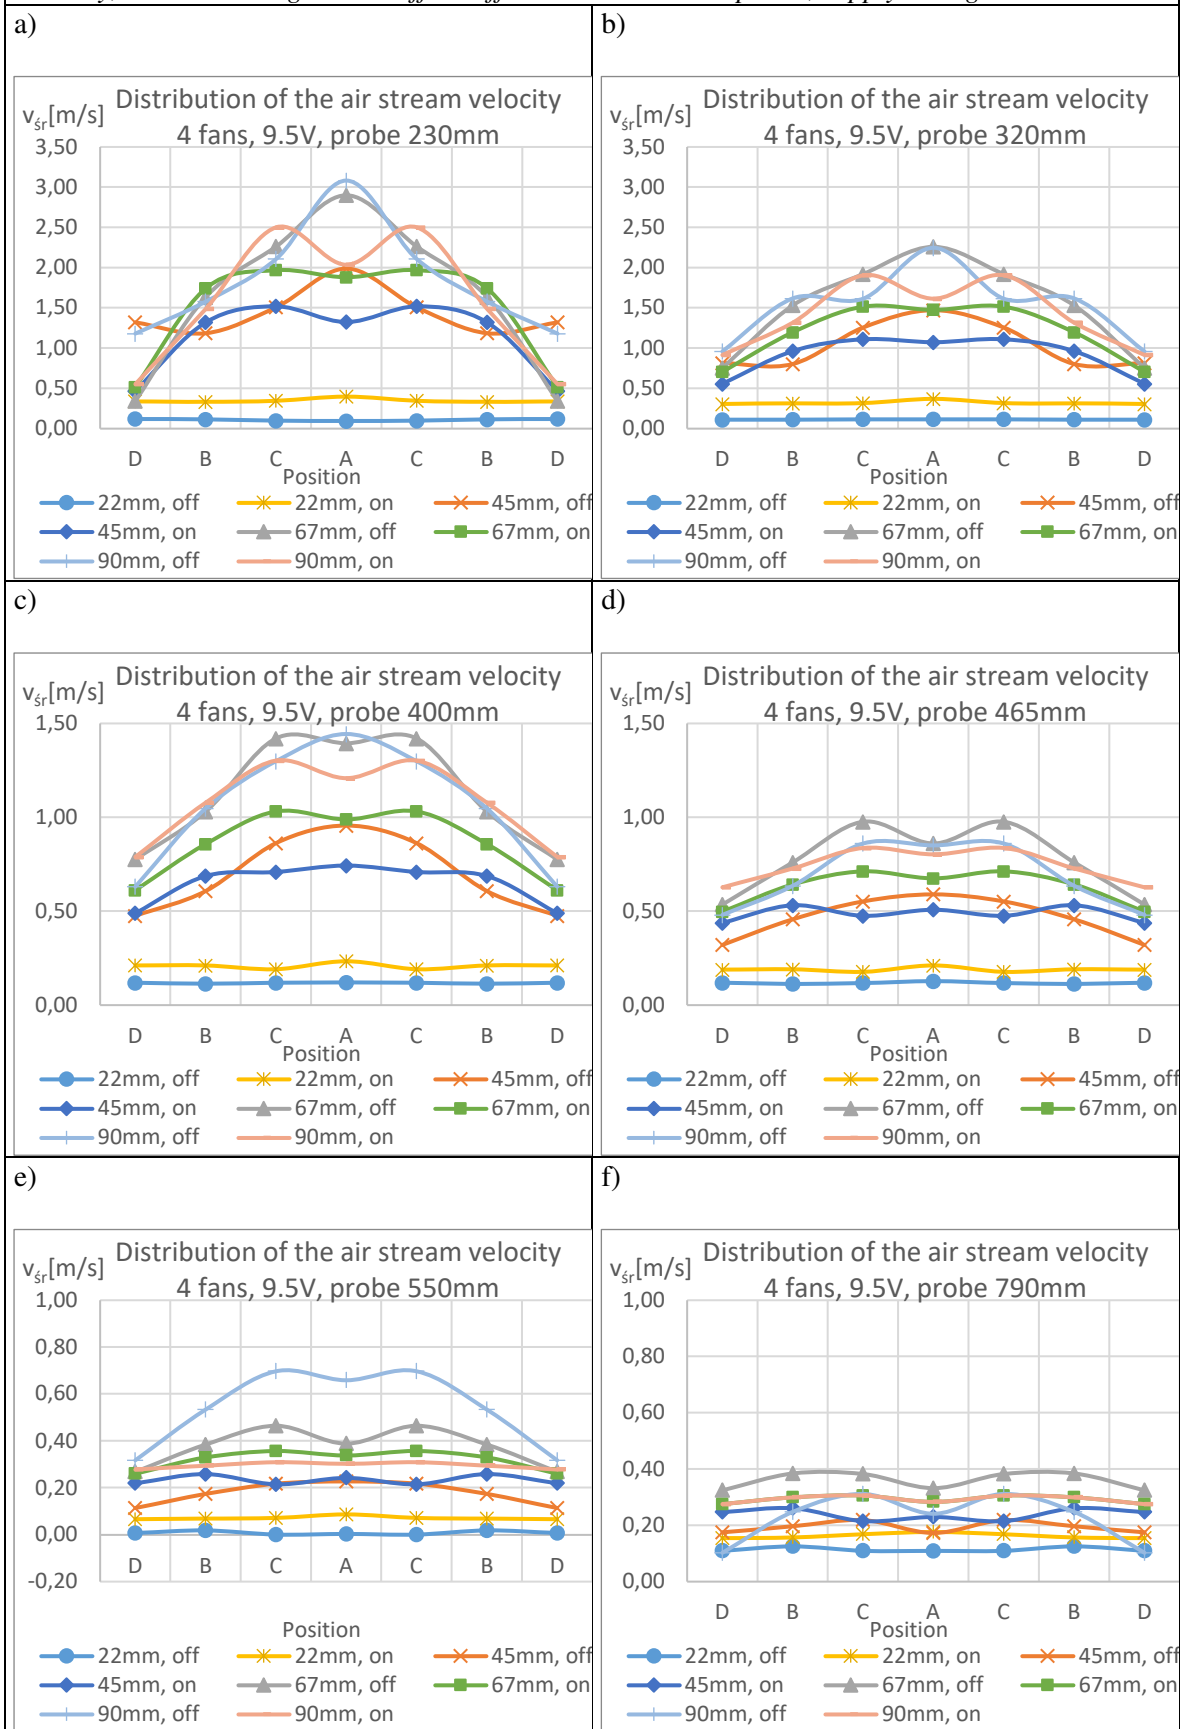 a)
Distribution of the air stream velocity
vśr[m/s]
4 fans, 9.5V, probe 230mm
3,50
3,00
2,50
2,00
1,50
1,00
0,50
0,00
D B C A C B D
Position
22mm, off 22mm, on 45mm, off
45mm, on 67mm, off 67mm, on
90mm, off 90mm, on
b)
Distribution of the air stream velocity
vśr[m/s]
4 fans, 9.5V, probe 320mm
3,50
3,00
2,50
2,00
1,50
1,00
0,50
0,00
D B C A C B D
Position
22mm, off 22mm, on 45mm, off
45mm, on 67mm, off 67mm, on
90mm, off 90mm, on
c)
Distribution of the air stream velocity
vśr[m/s]
4 fans, 9.5V, probe 400mm
1,50
1,00
0,50
0,00
D B C A C B D
Position
22mm, off 22mm, on 45mm, off
45mm, on 67mm, off 67mm, on
90mm, off 90mm, on
d)
Distribution of the air stream velocity
vśr[m/s]
4 fans, 9.5V, probe 465mm
1,50
1,00
0,50
0,00
D B C A C B D
Position
22mm, off 22mm, on 45mm, off
45mm, on 67mm, off 67mm, on
90mm, off 90mm, on
e)
Distribution of the air stream velocity
vśr[m/s]
4 fans, 9.5V, probe 550mm
1,00
0,80
0,60
0,40
0,20
0,00
-0,20
D B C A C B D
Position
22mm, off 22mm, on 45mm, off
45mm, on 67mm, off 67mm, on
90mm, off 90mm, on
f)
Distribution of the air stream velocity
vśr[m/s]
4 fans, 9.5V, probe 790mm
1,00
0,80
0,60
0,40
0,20
0,00
D B C A C B D
Position
22mm, off 22mm, on 45mm, off
45mm, on 67mm, off 67mm, on
90mm, off 90mm, on